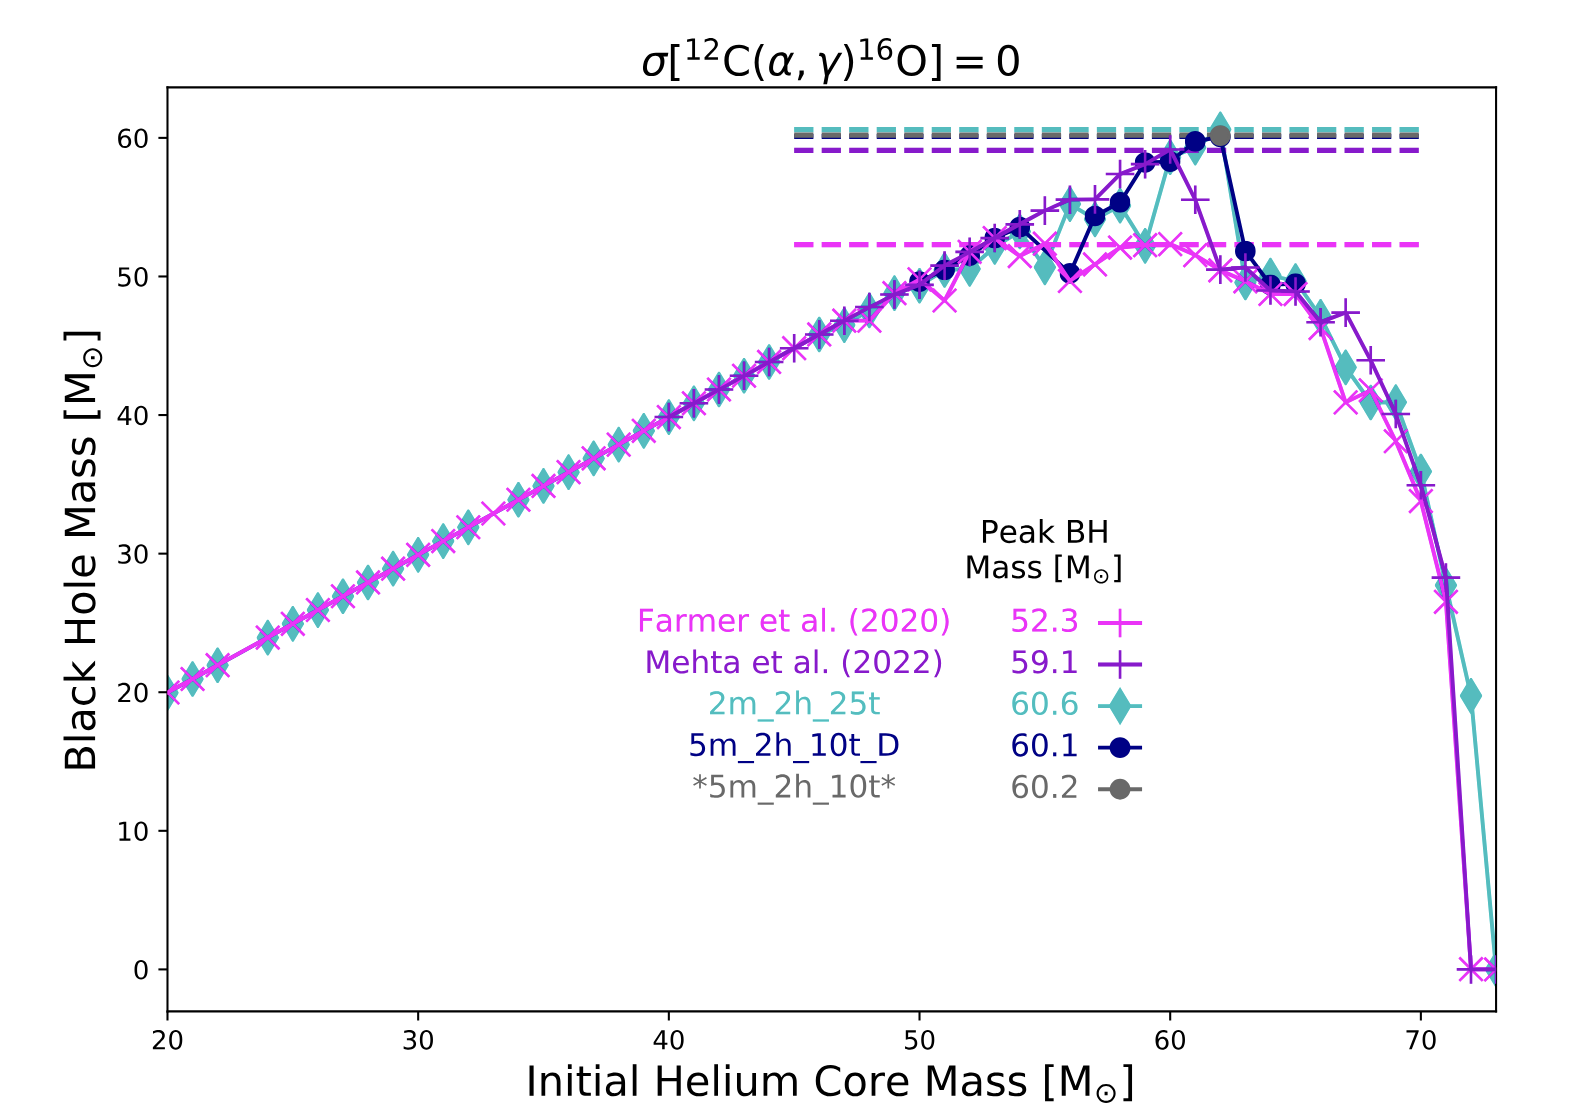 σ[¹²C(α, γ)¹⁶O] = 0
Black Hole Mass [M⊙]
60
50
40
30
20
10
0
Peak BH
Mass [M⊙]
Farmer et al. (2020) 52.3
Mehta et al. (2022) 59.1
2m_2h_25t 60.6
5m_2h_10t_D 60.1
*5m_2h_10t* 60.2
20 30 40 50 60 70
Initial Helium Core Mass [M⊙]